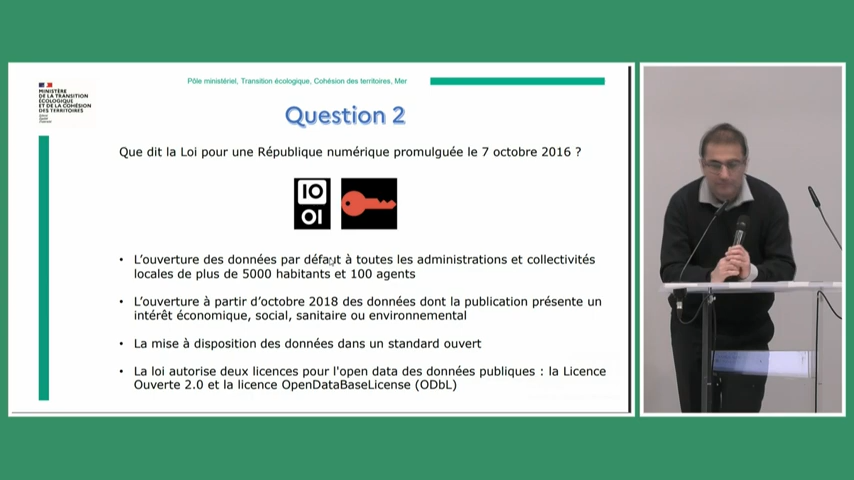 Pôle ministériel, Transition écologique, Cohésion des territoires, Mer
MINISTÈRE
DE LA TRANSITION
ÉCOLOGIQUE
ET DE LA COHÉSION
DES TERRITOIRES
Question 2
Que dit la Loi pour une République numérique promulguée le 7 octobre 2016 ?
IO
OI
• L'ouverture des données par défaut à toutes les administrations et collectivités
locales de plus de 5000 habitants et 100 agents
• L'ouverture à partir d'octobre 2018 des données dont la publication présente un
intérêt économique, social, sanitaire ou environnemental
• La mise à disposition des données dans un standard ouvert
• La loi autorise deux licences pour l'open data des données publiques : la Licence
Ouverte 2.0 et la licence OpenDataBaseLicense (ODbL)